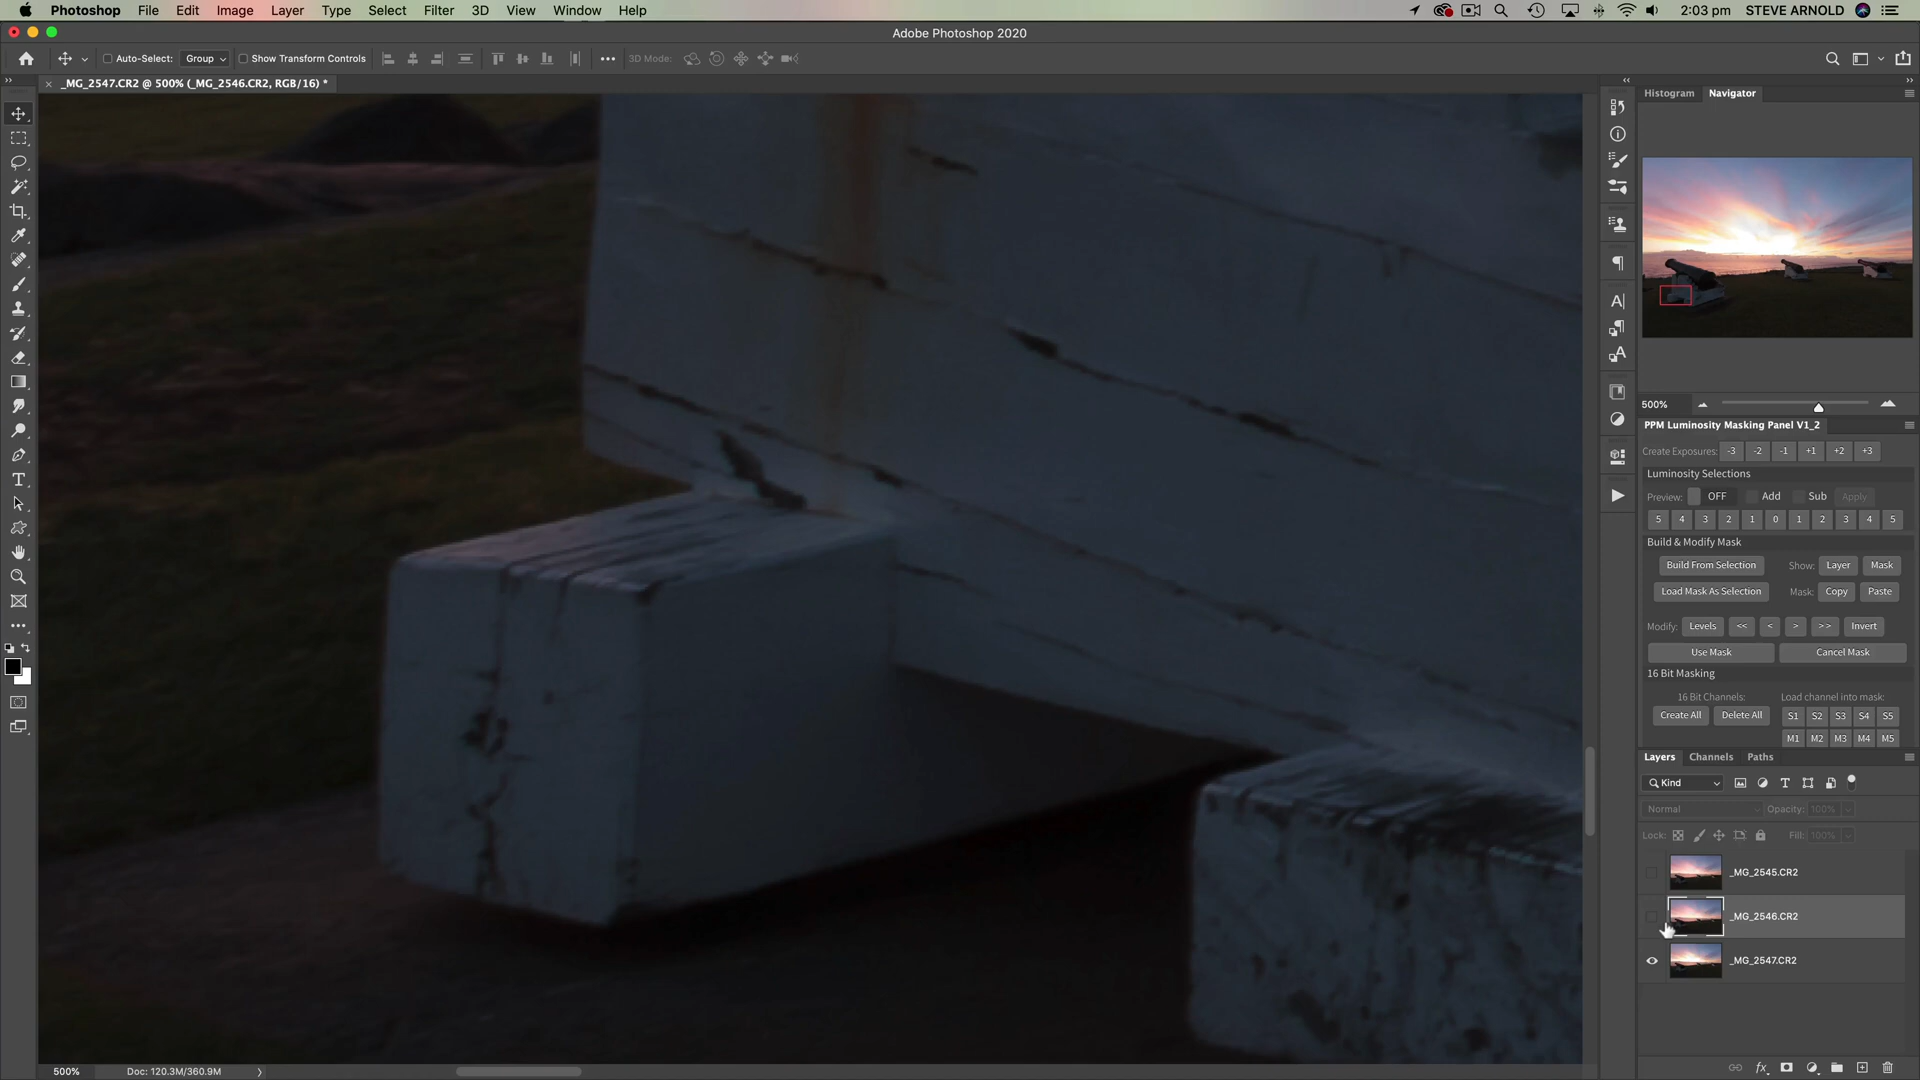 Photoshop File Edit Image Layer Type Select Filter 3D View Window Help 2:03 pm STEVE ARNOLD
Adobe Photoshop 2020
Auto-Select: Group Show Transform Controls 3D Mode:
_MG_2547.CR2 @ 500% (_MG_2546.CR2, RGB/16) *
Histogram Navigator
500%
PPM Luminosity Masking Panel V1_2
Create Exposures: -3 -2 -1 +1 +2 +3
Luminosity Selections
Preview: OFF Add Sub Apply
5 4 3 2 1 0 1 2 3 4 5
Build & Modify Mask
Build From Selection Show: Layer Mask
Load Mask As Selection Mask: Copy Paste
Modify: Levels << < > >> Invert
Use Mask Cancel Mask
16 Bit Masking
16 Bit Channels: Load channel into mask:
Create All Delete All S1 S2 S3 S4 S5
M1 M2 M3 M4 M5
Layers Channels Paths
Kind
Normal Opacity: 100%
Lock: Fill: 100%
_MG_2545.CR2
_MG_2546.CR2
_MG_2547.CR2
500% Doc: 120.3M/360.9M